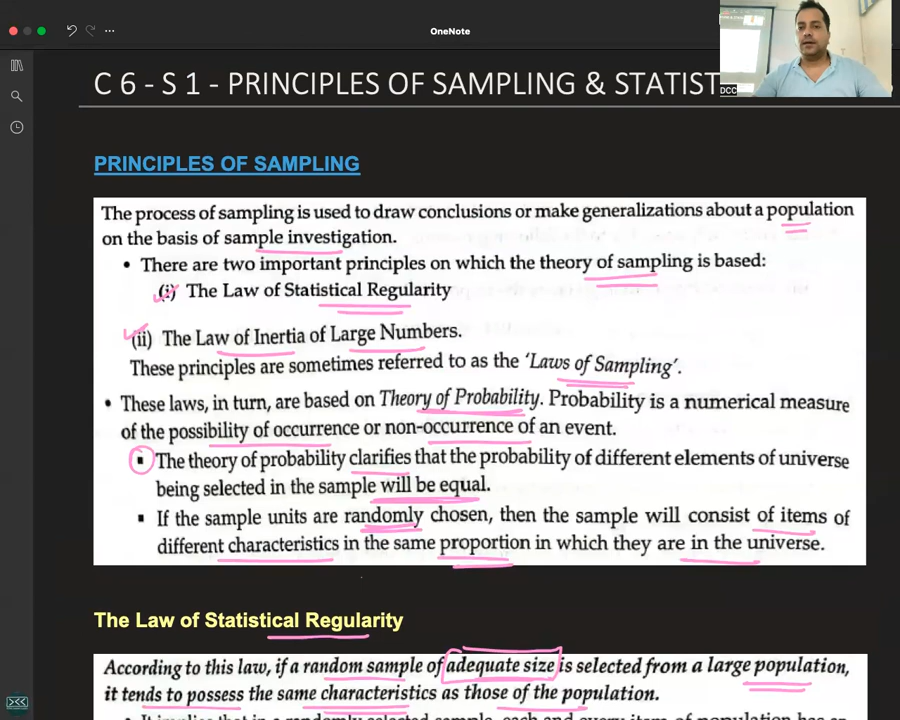 OneNote
DCC
C 6 - S 1 - PRINCIPLES OF SAMPLING & STATIST
PRINCIPLES OF SAMPLING
The process of sampling is used to draw conclusions or make generalizations about a population
on the basis of sample investigation.
• There are two important principles on which the theory of sampling is based:
(i) The Law of Statistical Regularity
(ii) The Law of Inertia of Large Numbers.
These principles are sometimes referred to as the 'Laws of Sampling'.
• These laws, in turn, are based on Theory of Probability. Probability is a numerical measure
of the possibility of occurrence or non-occurrence of an event.
▪ The theory of probability clarifies that the probability of different elements of universe
being selected in the sample will be equal.
▪ If the sample units are randomly chosen, then the sample will consist of items of
different characteristics in the same proportion in which they are in the universe.
The Law of Statistical Regularity
According to this law, if a random sample of adequate size is selected from a large population,
it tends to possess the same characteristics as those of the population.